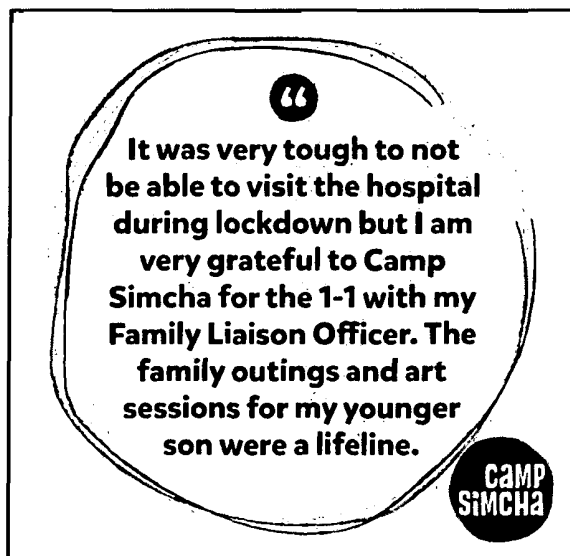 “
It was very tough to not
be able to visit the hospital
during lockdown but I am
very grateful to Camp
Simcha for the 1-1 with my
Family Liaison Officer. The
family outings and art
sessions for my younger
son were a lifeline.
CAMP
SiMCHa